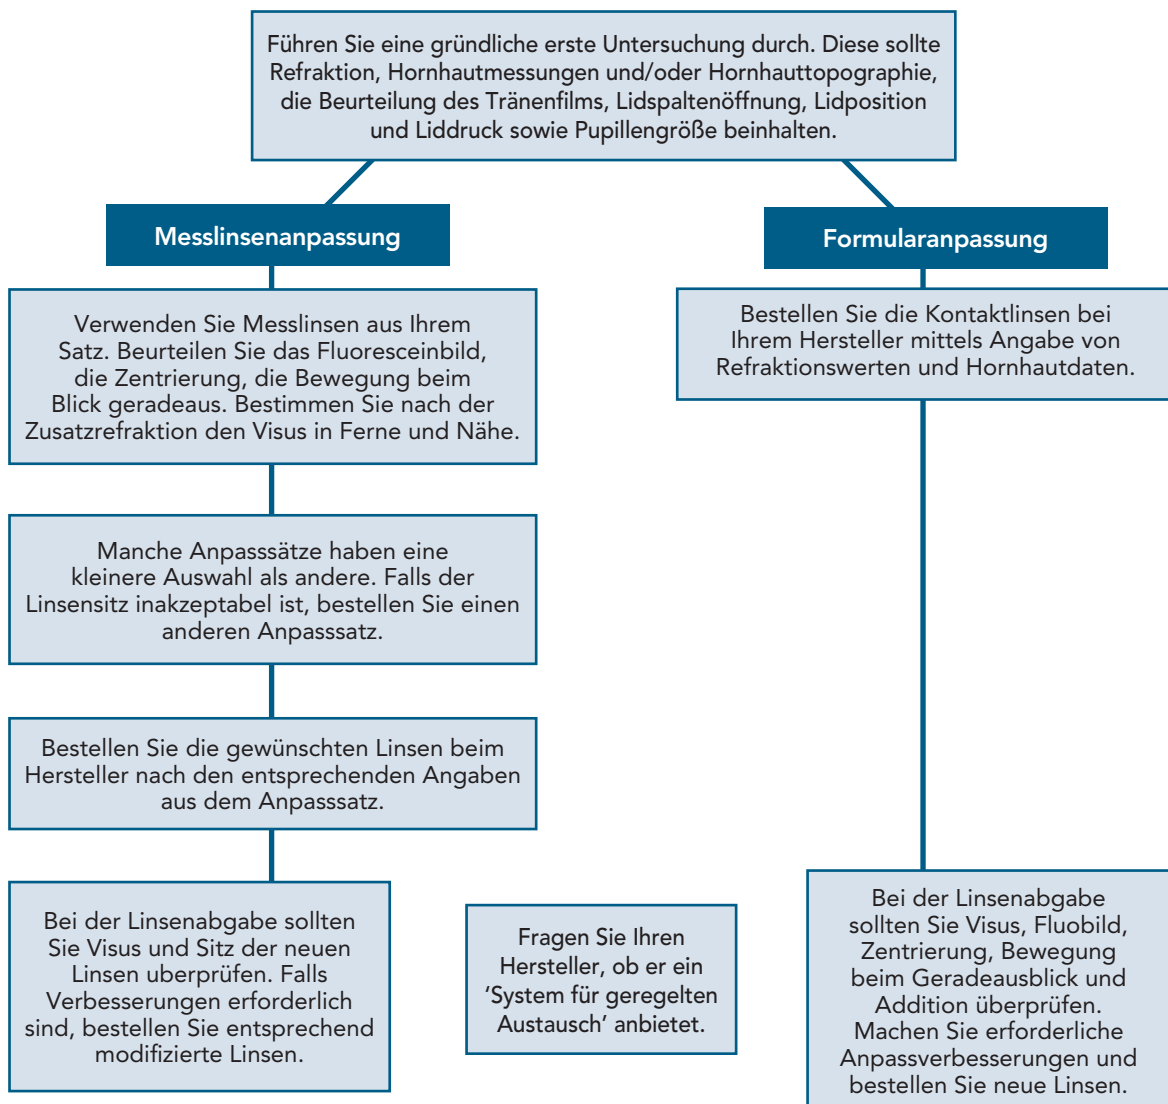 Führen Sie eine gründliche erste Untersuchung durch. Diese sollte
Refraktion, Hornhautmessungen und/oder Hornhauttopographie,
die Beurteilung des Tränenfilms, Lidspaltenöffnung, Lidposition
und Liddruck sowie Pupillengröße beinhalten.
Messlinsenanpassung
Verwenden Sie Messlinsen aus Ihrem
Satz. Beurteilen Sie das Fluoresceinbild,
die Zentrierung, die Bewegung beim
Blick geradeaus. Bestimmen Sie nach der
Zusatzrefraktion den Visus in Ferne und Nähe.
Manche Anpasssätze haben eine
kleinere Auswahl als andere. Falls der
Linsensitz inakzeptabel ist, bestellen Sie einen
anderen Anpasssatz.
Bestellen Sie die gewünschten Linsen beim
Hersteller nach den entsprechenden Angaben
aus dem Anpasssatz.
Bei der Linsenabgabe sollten
Sie Visus und Sitz der neuen
Linsen uberprüfen. Falls
Verbesserungen erforderlich
sind, bestellen Sie entsprechend
modifizierte Linsen.
Fragen Sie Ihren
Hersteller, ob er ein
‘System für geregelten
Austausch’ anbietet.
Formularanpassung
Bestellen Sie die Kontaktlinsen bei
Ihrem Hersteller mittels Angabe von
Refraktionswerten und Hornhautdaten.
Bei der Linsenabgabe
sollten Sie Visus, Fluobild,
Zentrierung, Bewegung
beim Geradeausblick und
Addition überprüfen.
Machen Sie erforderliche
Anpassverbesserungen und
bestellen Sie neue Linsen.